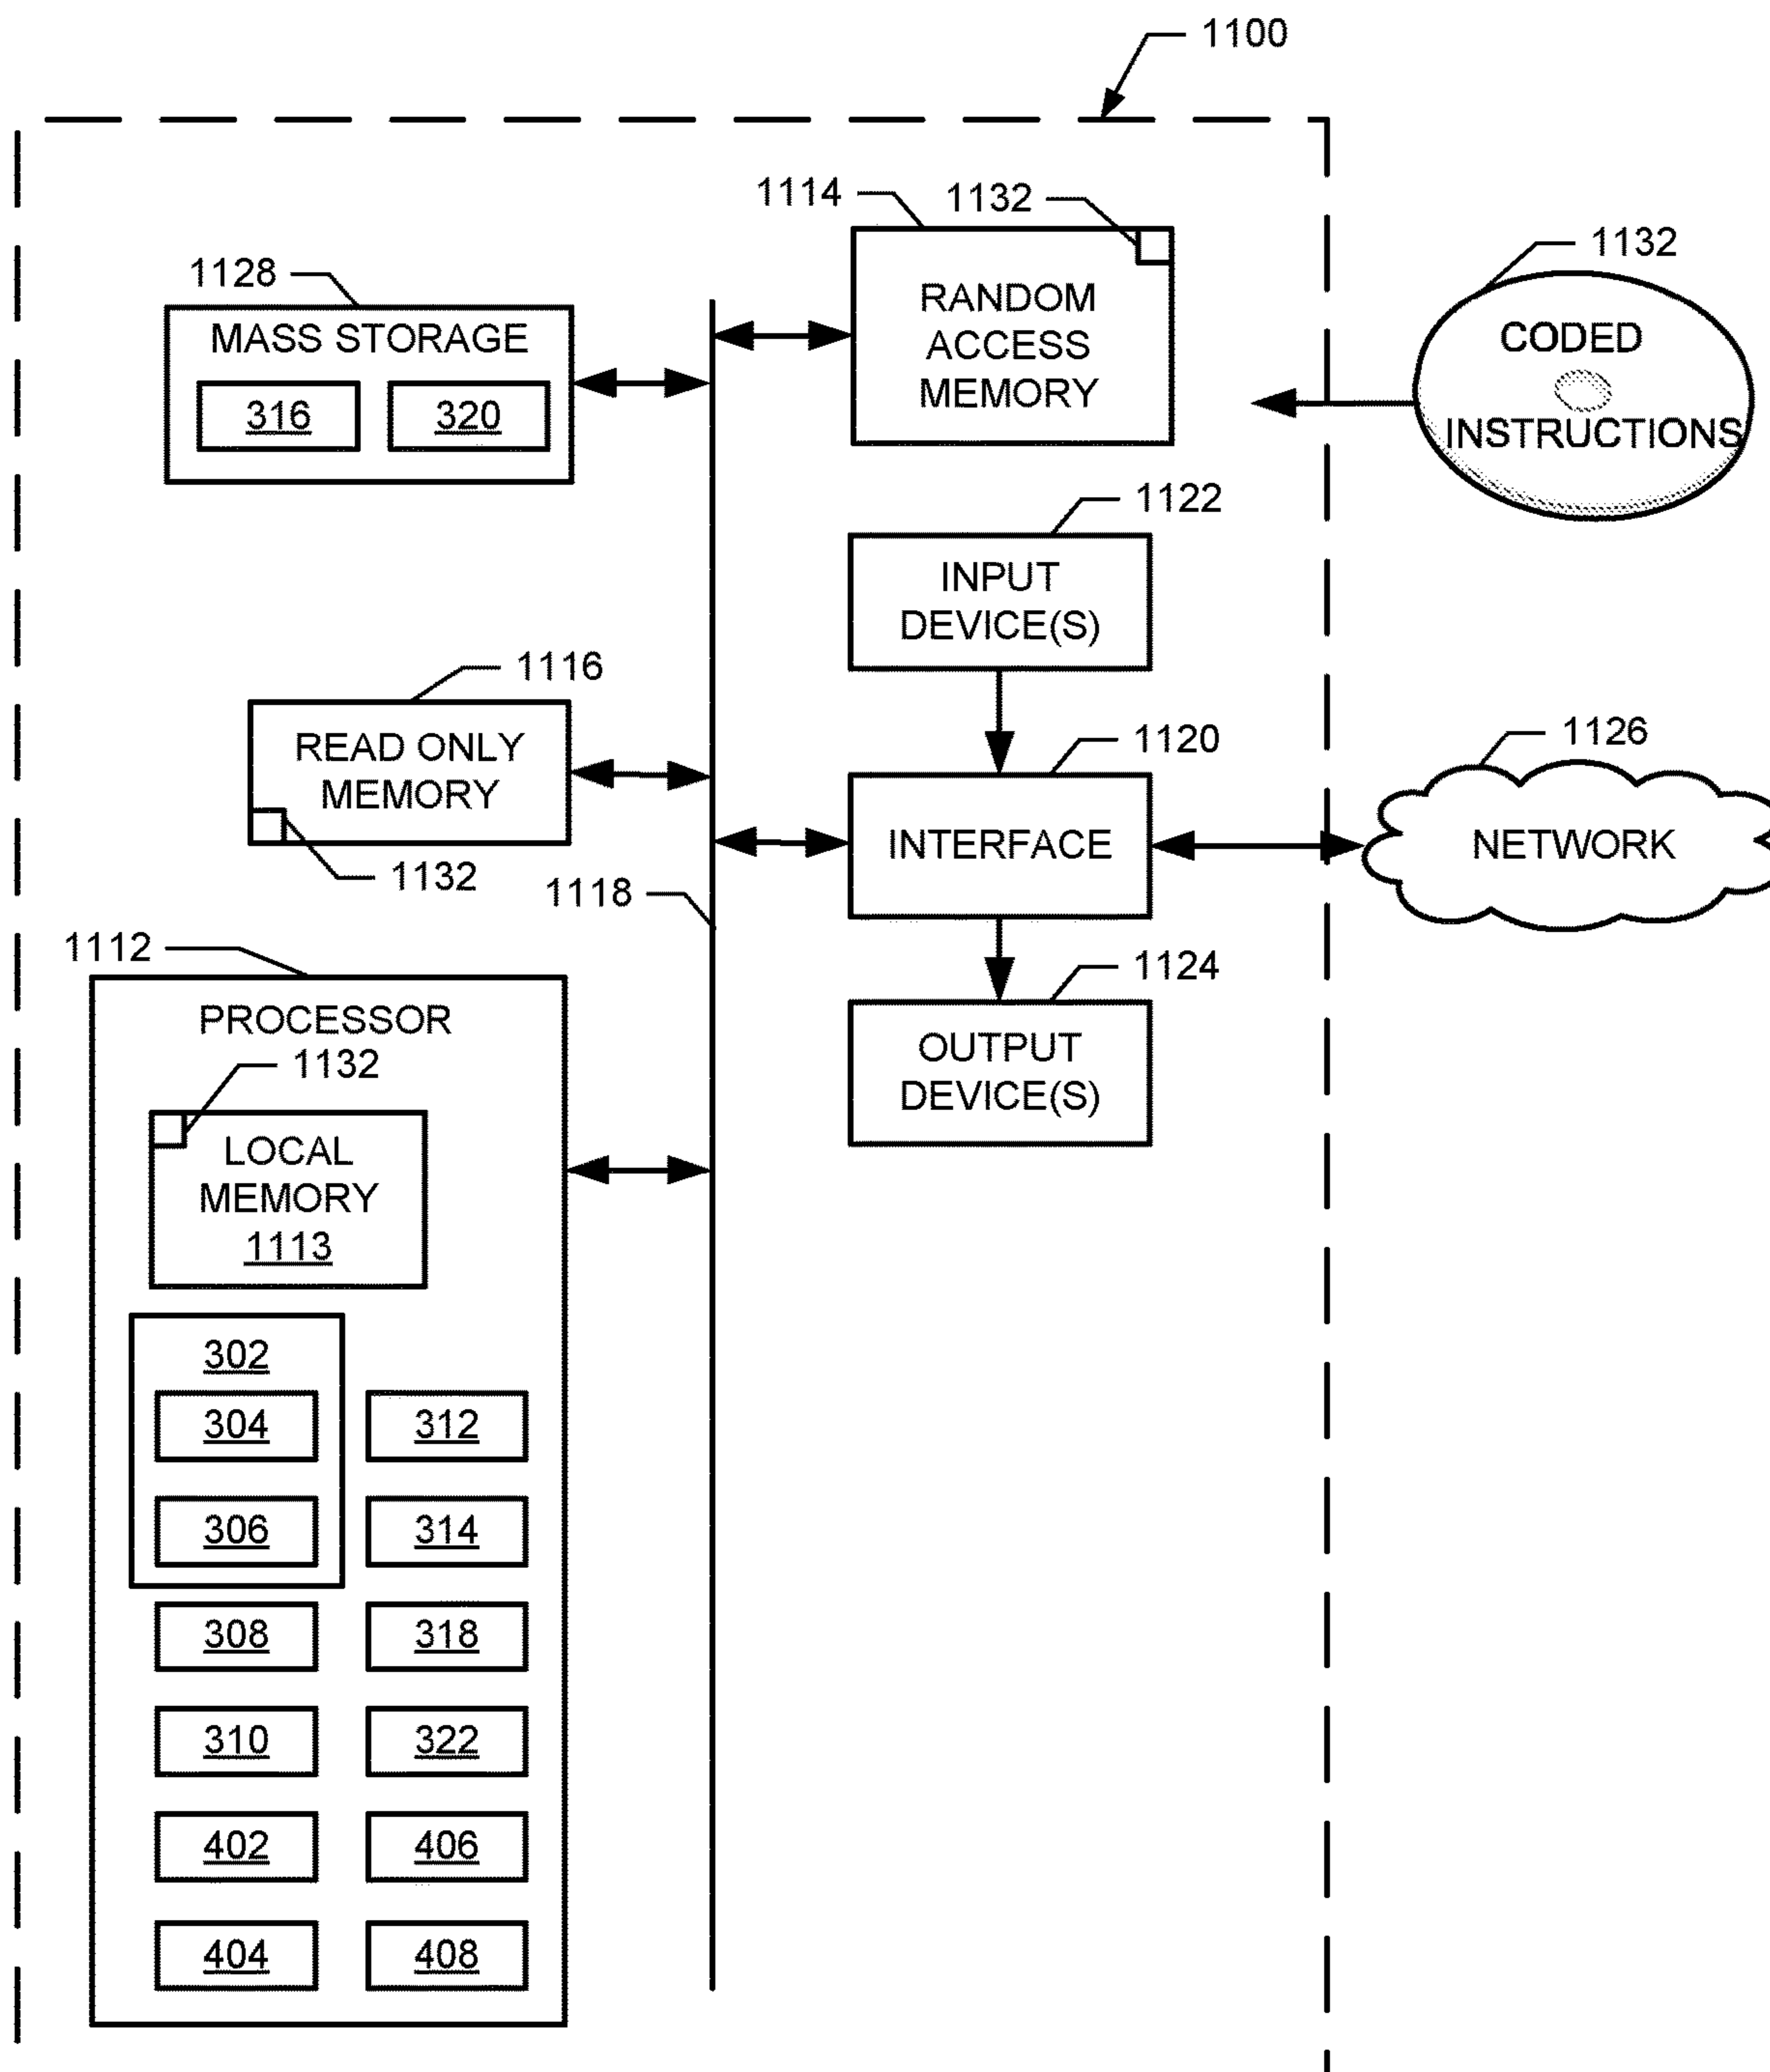 1100
1114
1132
RANDOM
ACCESS
MEMORY
1128
MASS STORAGE
316
320
1132
CODED
INSTRUCTIONS
1122
INPUT
DEVICE(S)
1116
READ ONLY
MEMORY
1132
1120
INTERFACE
1126
NETWORK
1118
1124
OUTPUT
DEVICE(S)
1112
PROCESSOR
1132
LOCAL
MEMORY
1113
302
304
312
306
314
308
318
310
322
402
406
404
408